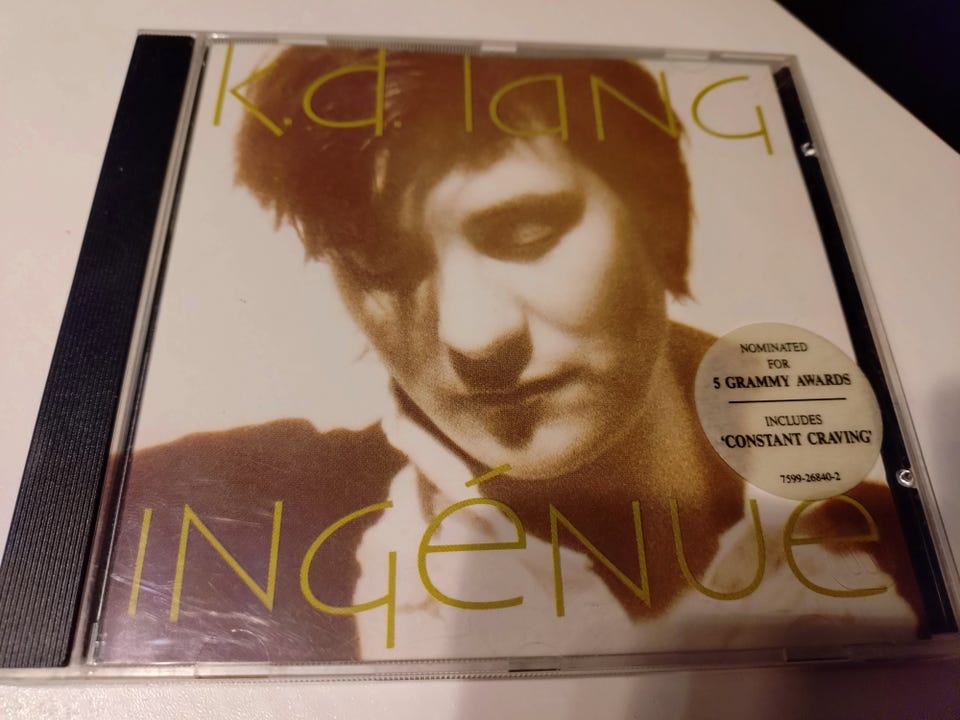 k.d. lang
INGÉNUE
NOMINATED
FOR
5 GRAMMY AWARDS
INCLUDES
'CONSTANT CRAVING'
7599-26840-2